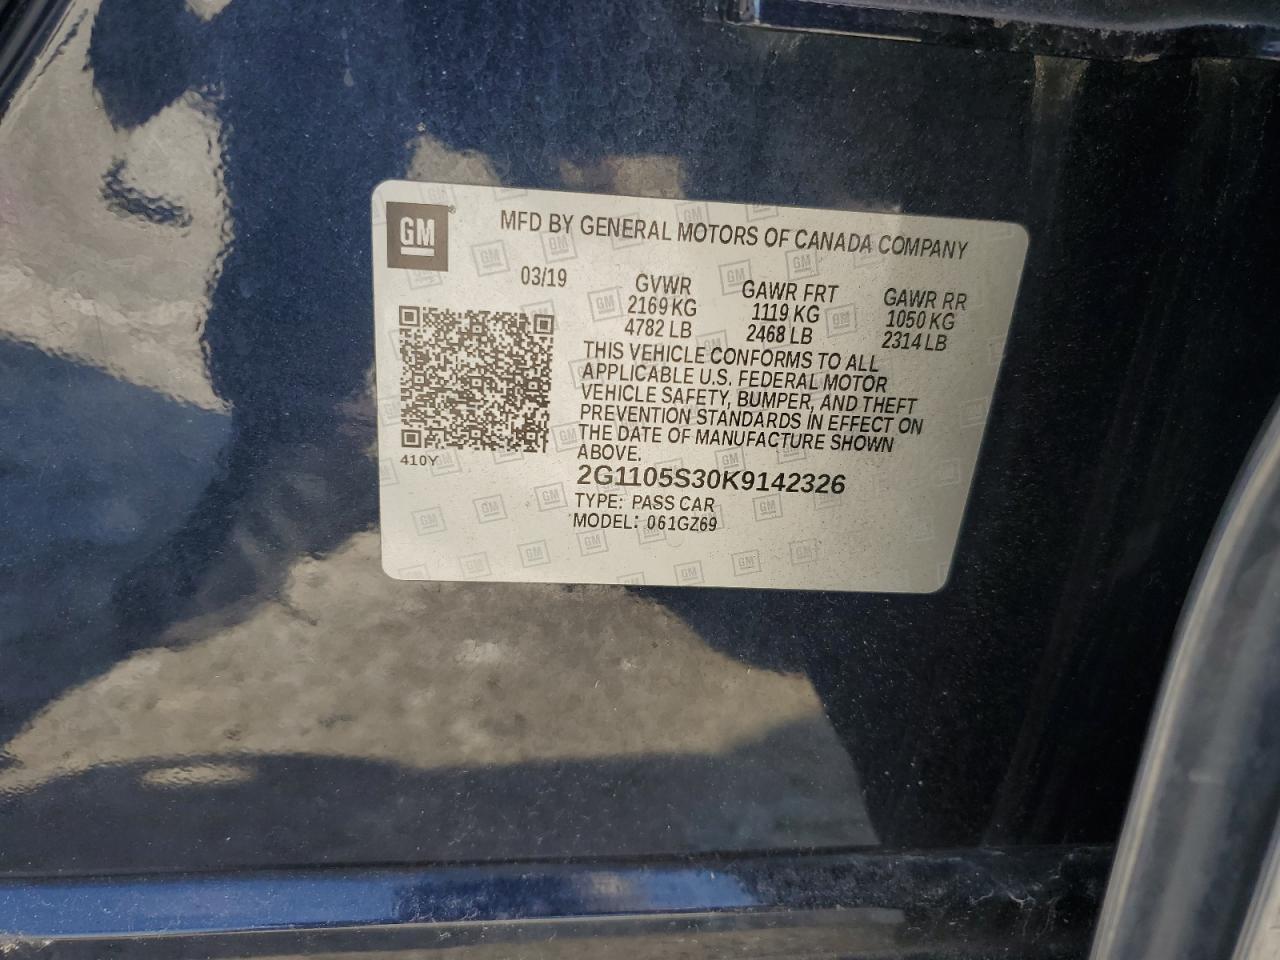 GM®
MFD BY GENERAL MOTORS OF CANADA COMPANY
03/19 GVWR GAWR FRT GAWR RR
2169 KG 1119 KG 1050 KG
4782 LB 2468 LB 2314 LB
THIS VEHICLE CONFORMS TO ALL
APPLICABLE U.S. FEDERAL MOTOR
VEHICLE SAFETY, BUMPER, AND THEFT
PREVENTION STANDARDS IN EFFECT ON
THE DATE OF MANUFACTURE SHOWN
ABOVE.
410Y
2G1105S30K9142326
TYPE: PASS CAR
MODEL: 061GZ69